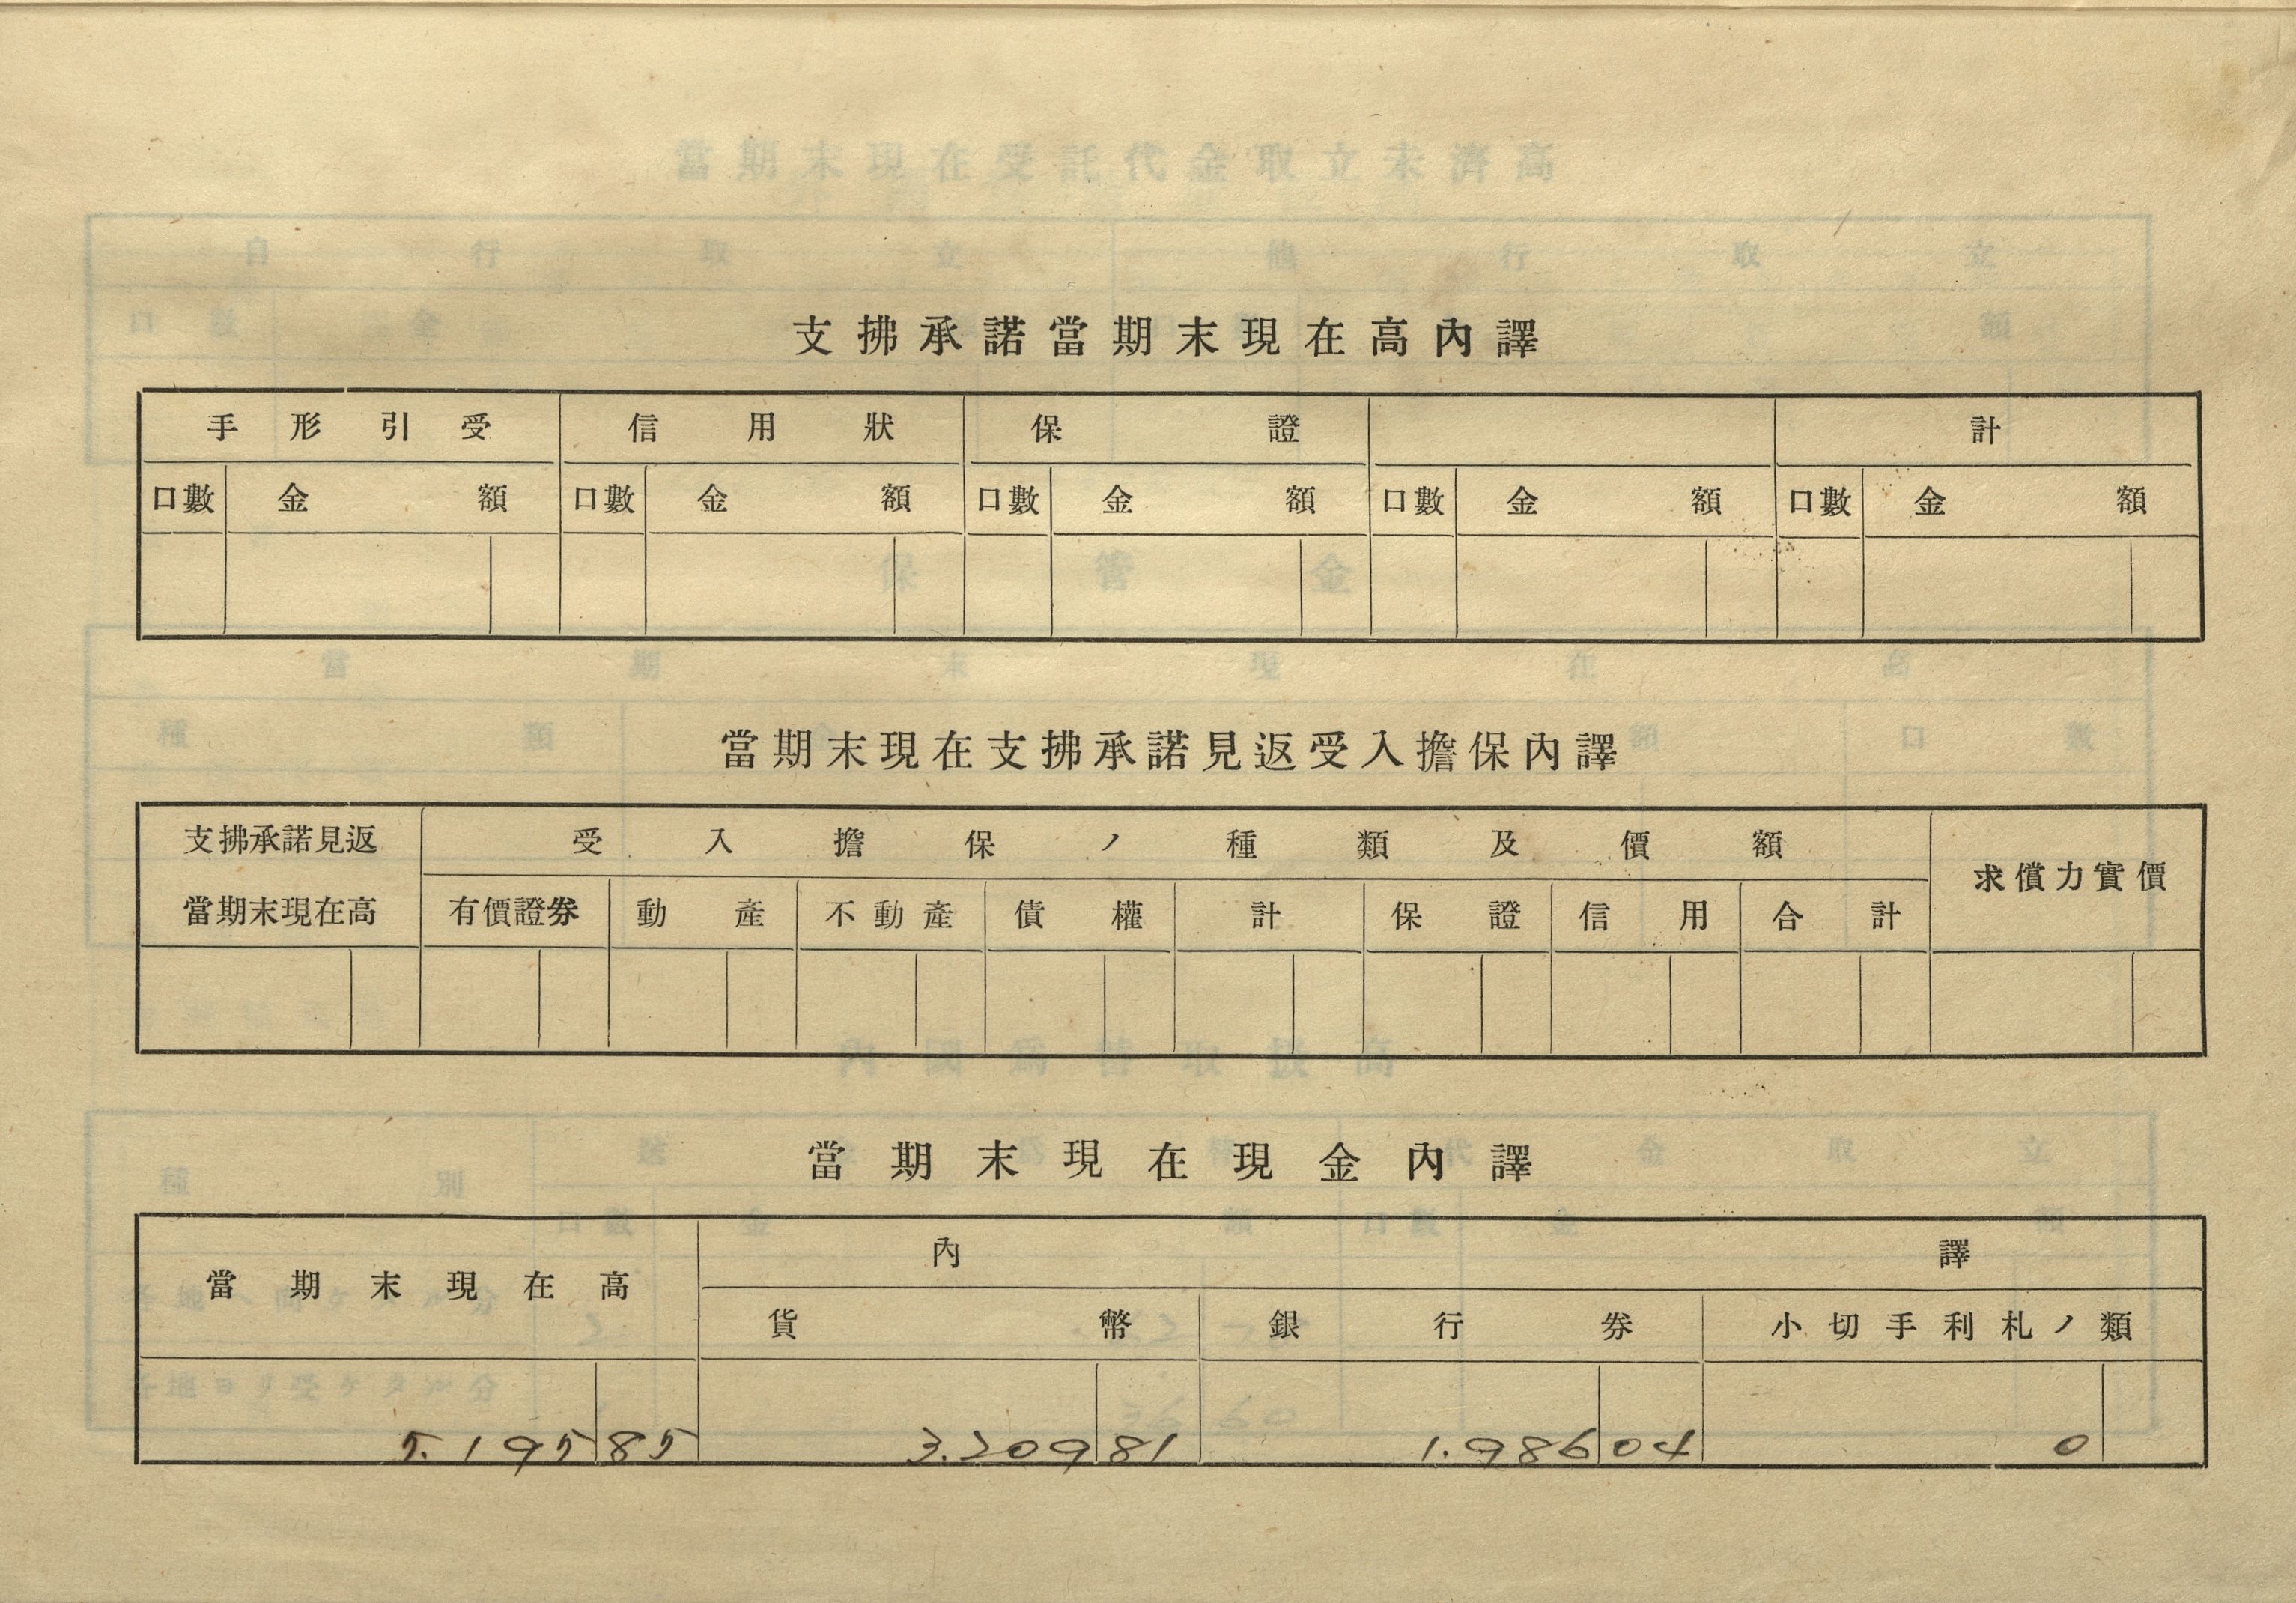 支拂承諾當期末現在高內譯
手形引受 信用狀 保證 計
口數 金額 口數 金額 口數 金額 口數 金額 口數 金額
當期末現在支拂承諾見返受入擔保內譯
支拂承諾見返 受入擔保ノ種類及價額
當期末現在高 有價證券 動產 不動產 債權 計 保證 信用 合計 求償力實價
當期末現在現金內譯
當期末現在高 內譯
貨幣 銀行券 小切手利札ノ類
5.195 85 3.209 81 1.986 04 0